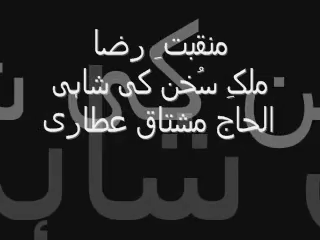 منقبتِ رضا
ملکِ سُخن کی شاہی
الحاج مشتاق عطاری